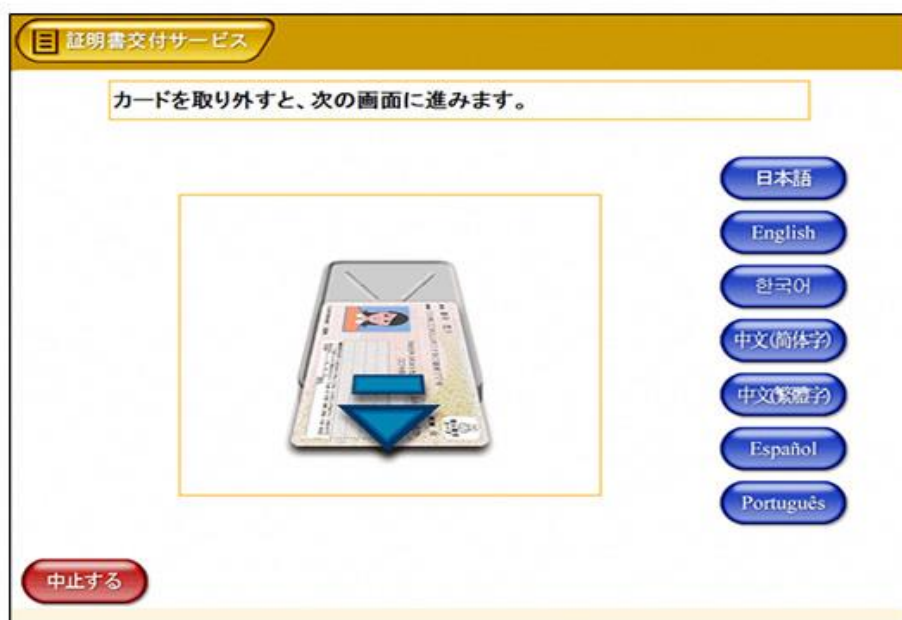 証明書交付サービス
カードを取り外すと、次の画面に進みます。
日本語
English
한국어
中文(简体字)
中文(繁體字)
Español
Português
中止する